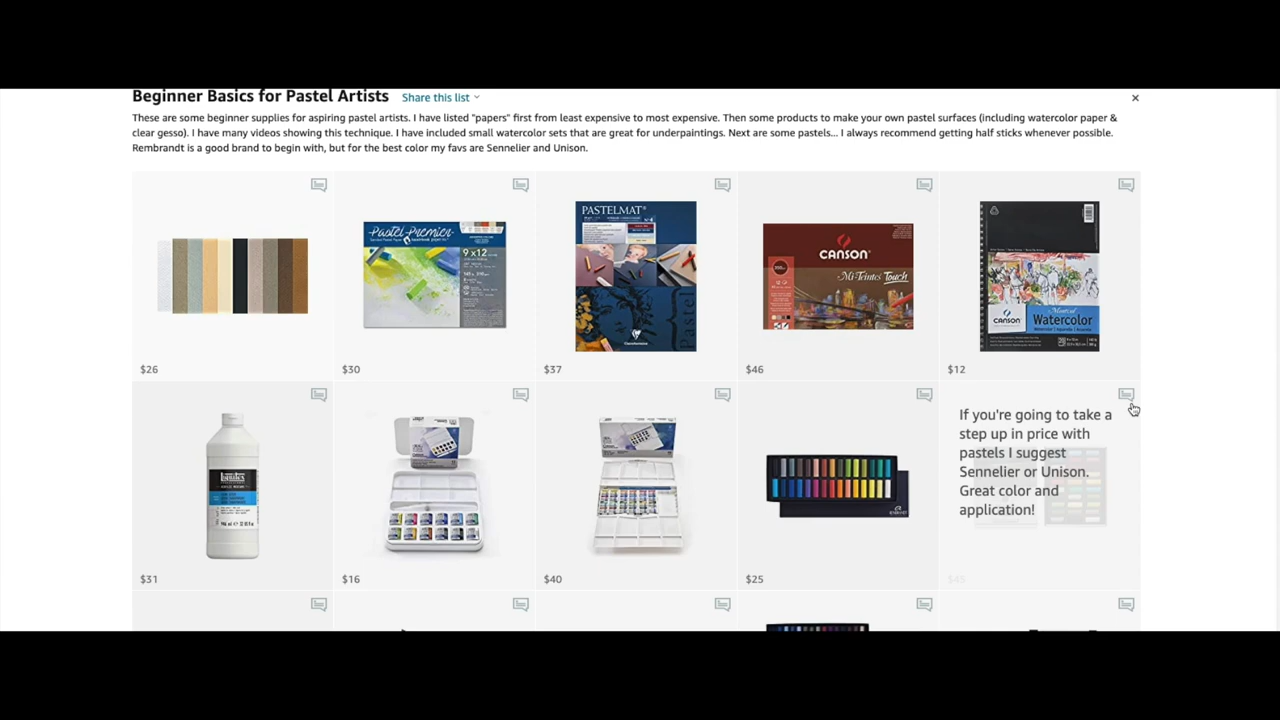 Beginner Basics for Pastel Artists Share this list
These are some beginner supplies for aspiring pastel artists. I have listed "papers" first from least expensive to most expensive. Then some products to make your own pastel surfaces (including watercolor paper &
clear gesso). I have many videos showing this technique. I have included small watercolor sets that are great for underpaintings. Next are some pastels... I always recommend getting half sticks whenever possible.
Rembrandt is a good brand to begin with, but for the best color my favs are Sennelier and Unison.
Pastel Premier
9 x 12
PASTELMAT
CANSON
Mi-Teintes Touch
CANSON
Watercolor
$26
$30
$37
$46
$12
Liquitex
If you're going to take a
step up in price with
pastels I suggest
Sennelier or Unison.
Great color and
application!
$31
$16
$40
$25
$45